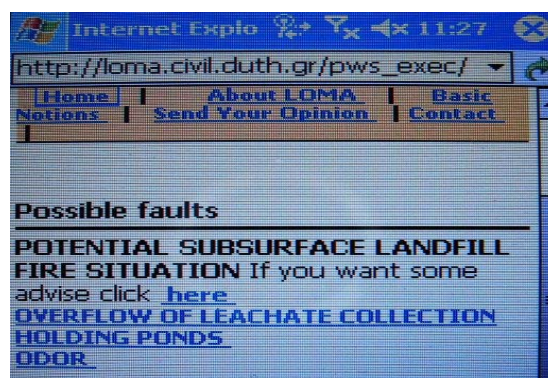 Internet Explo 11:27
http://loma.civil.duth.gr/pws_exec/
Home | About LOMA | Basic
Notions | Send Your Opinion | Contact
|
Possible faults
POTENTIAL SUBSURFACE LANDFILL
FIRE SITUATION If you want some
advise click here
OVERFLOW OF LEACHATE COLLECTION
HOLDING PONDS
ODOR